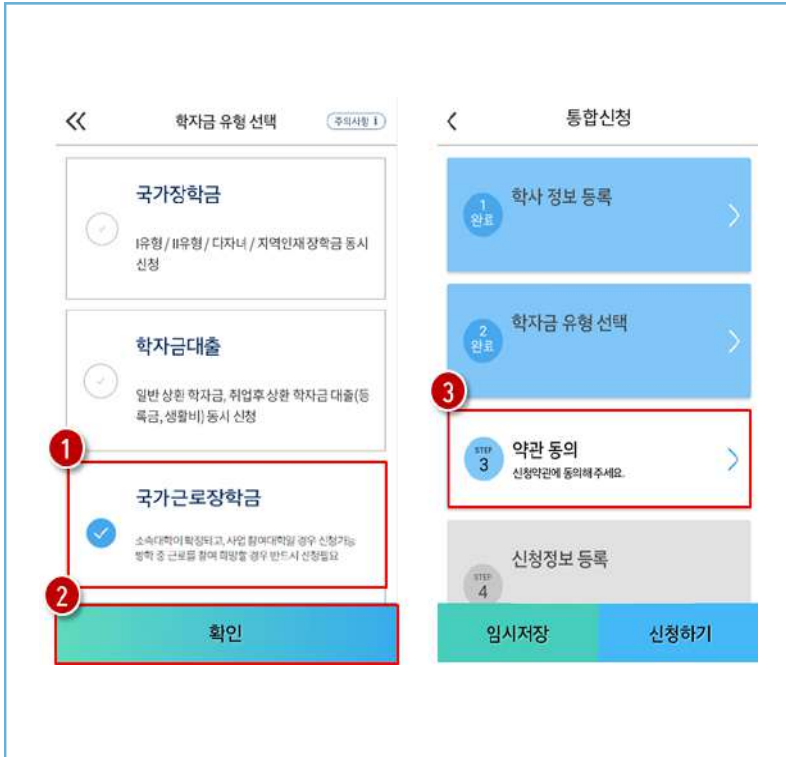 학자금 유형 선택
주의사항 i
국가장학금
I유형 / II유형 / 다자녀 / 지역인재 장학금 동시
신청
학자금대출
일반 상환 학자금, 취업후 상환 학자금 대출(등
록금, 생활비) 동시 신청
1
국가근로장학금
소속대학이 확정되고, 사업 참여대학일 경우 신청가능
방학 중 근로를 참여 희망할 경우 반드시 신청필요
2
확인
통합신청
1
완료
학사 정보 등록
2
완료
학자금 유형 선택
3
STEP
3
약관 동의
신청약관에 동의해주세요.
STEP
4
신청정보 등록
임시저장
신청하기